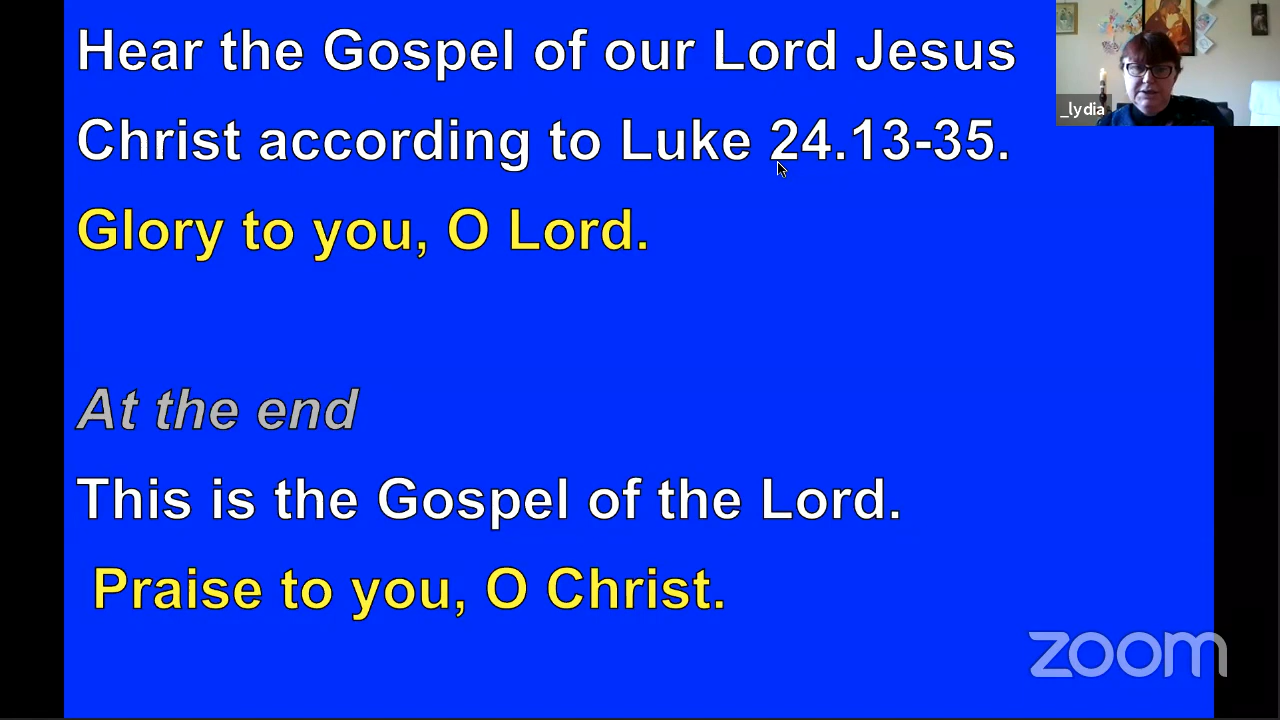 Hear the Gospel of our Lord Jesus
Christ according to Luke 24.13-35.
Glory to you, O Lord.
At the end
This is the Gospel of the Lord.
Praise to you, O Christ.
_lydia
zoom